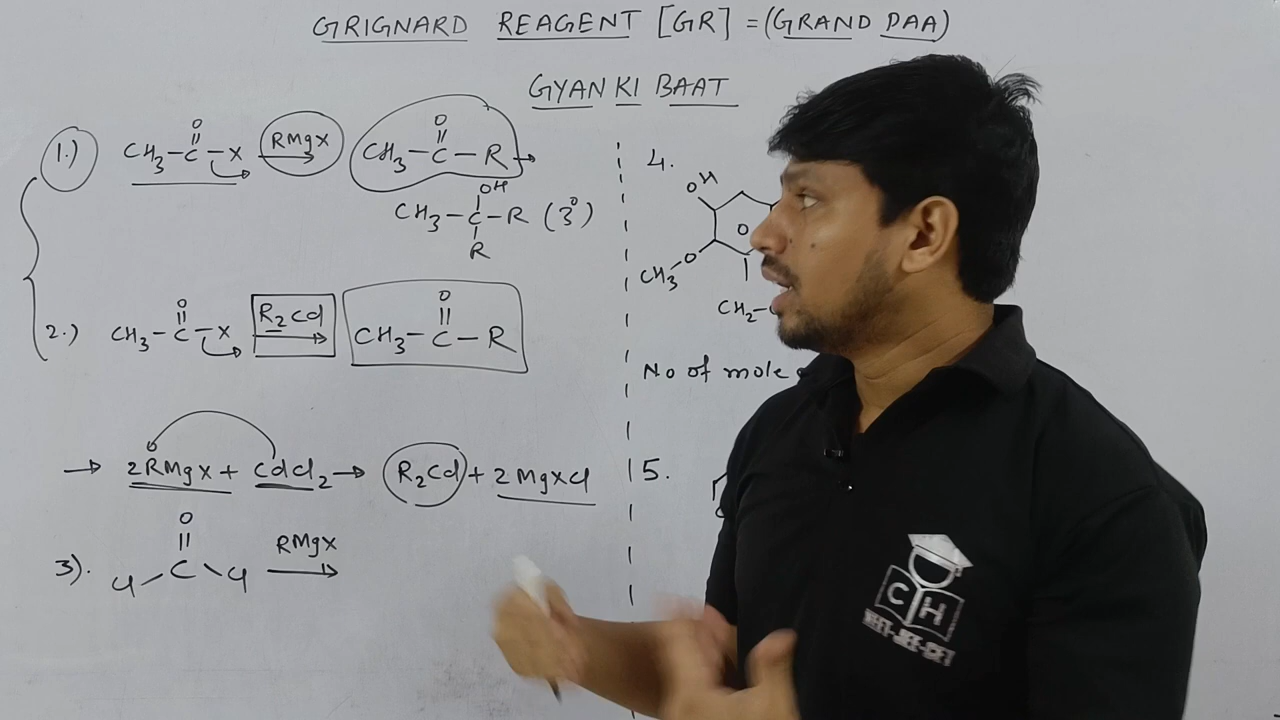 GRIGNARD REAGENT [GR] = (GRAND PAA)
GYAN KI BAAT
1.) CH3-C(=O)-X RMgX → CH3-C(=O)-R →
CH3-C(OH)(R)-R (3°)
2.) CH3-C(=O)-X R2Cd → CH3-C(=O)-R
→ 2RMgX + CdCl2 → R2Cd + 2MgXCl
3). Cl-C(=O)-Cl RMgX →
4.
OH
O
O
CH3
CH2-
No of mole
5.
CH
NEET-JEE-CET